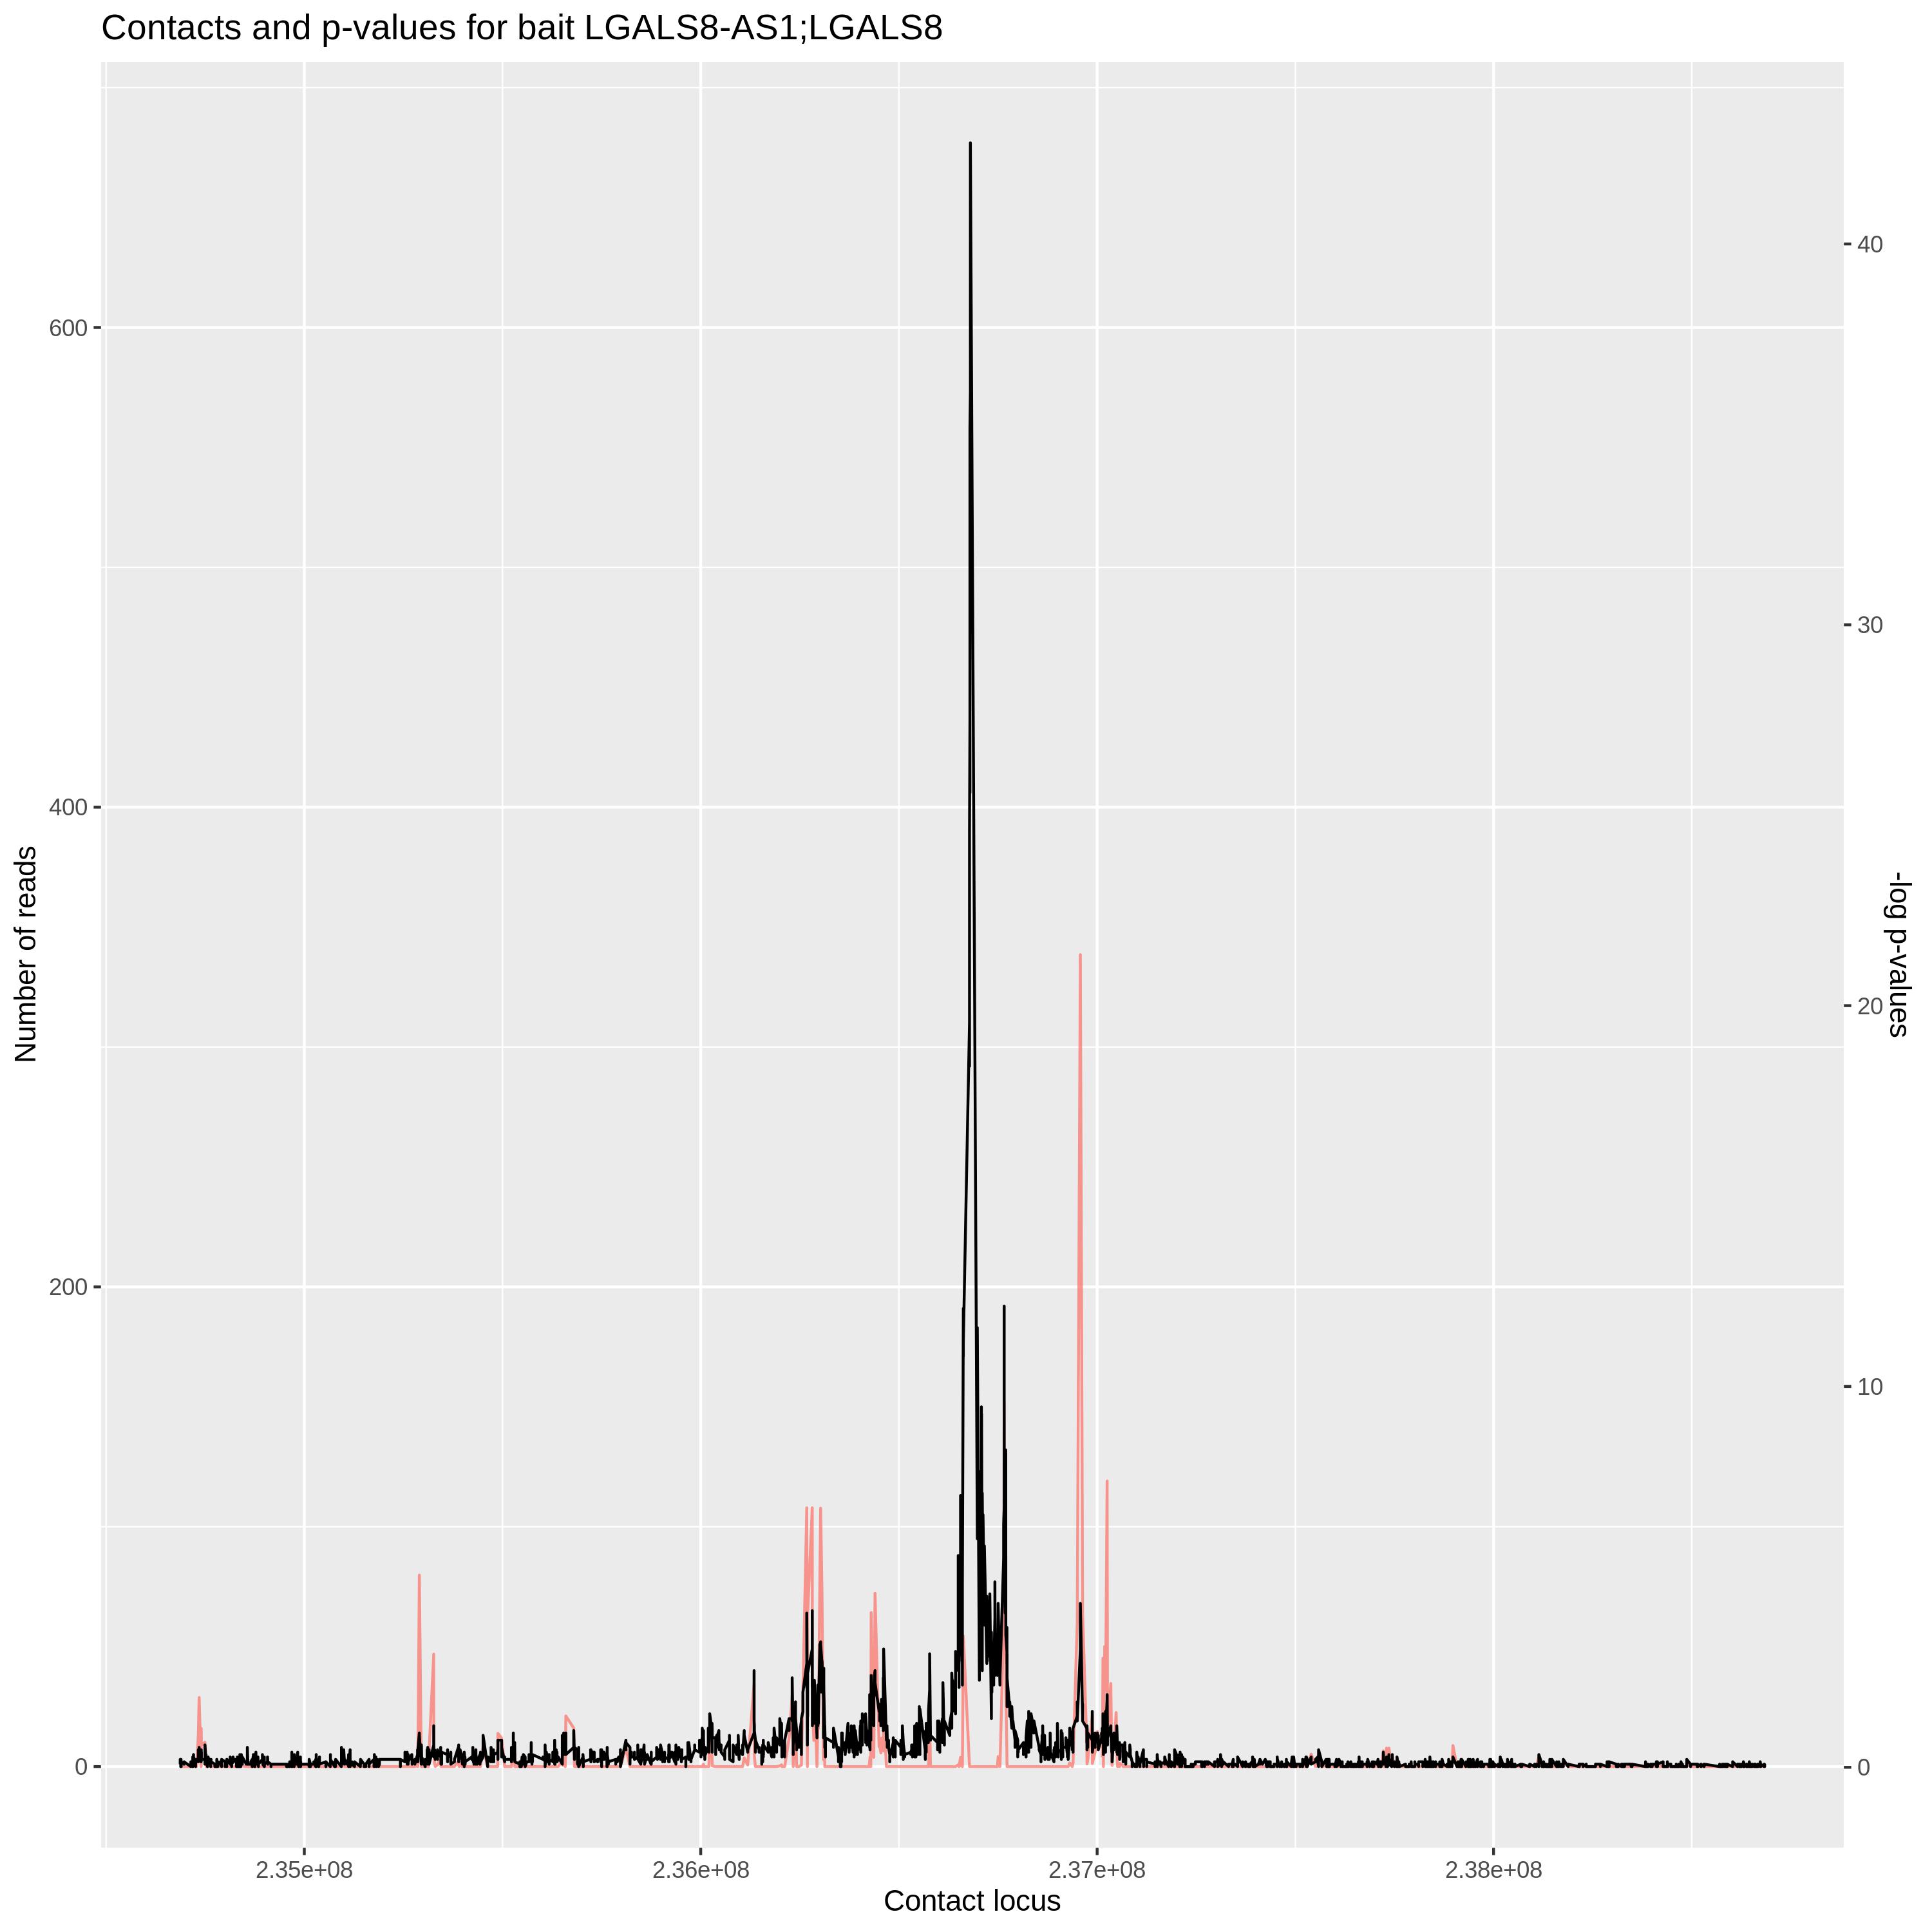 Contacts and p-values for bait LGALS8-AS1;LGALS8
Number of reads
600
400
200
0
40
30
20
10
0
-log p-values
2.35e+08
2.36e+08
2.37e+08
2.38e+08
Contact locus